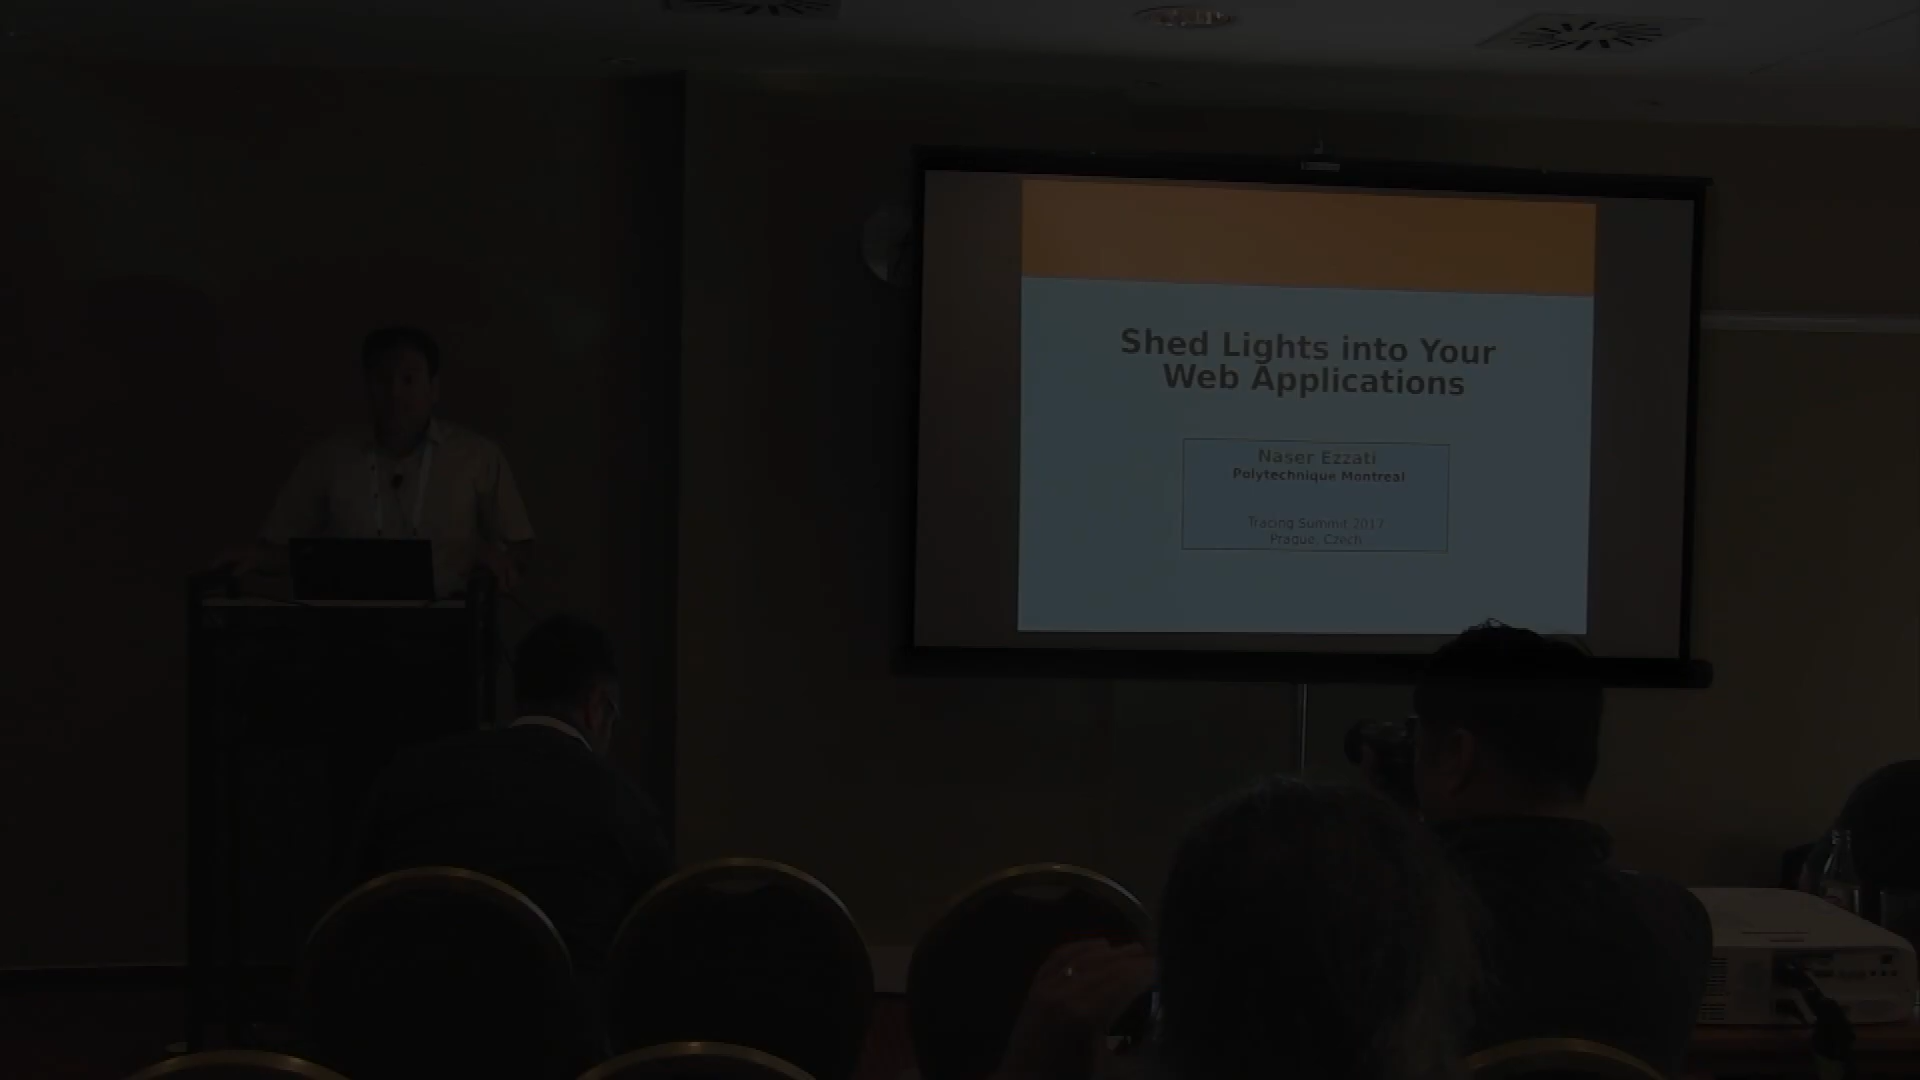 Shed Lights into Your
Web Applications
Naser Ezzati
Polytechnique Montreal
Tracing Summit 2017
Prague, Czech